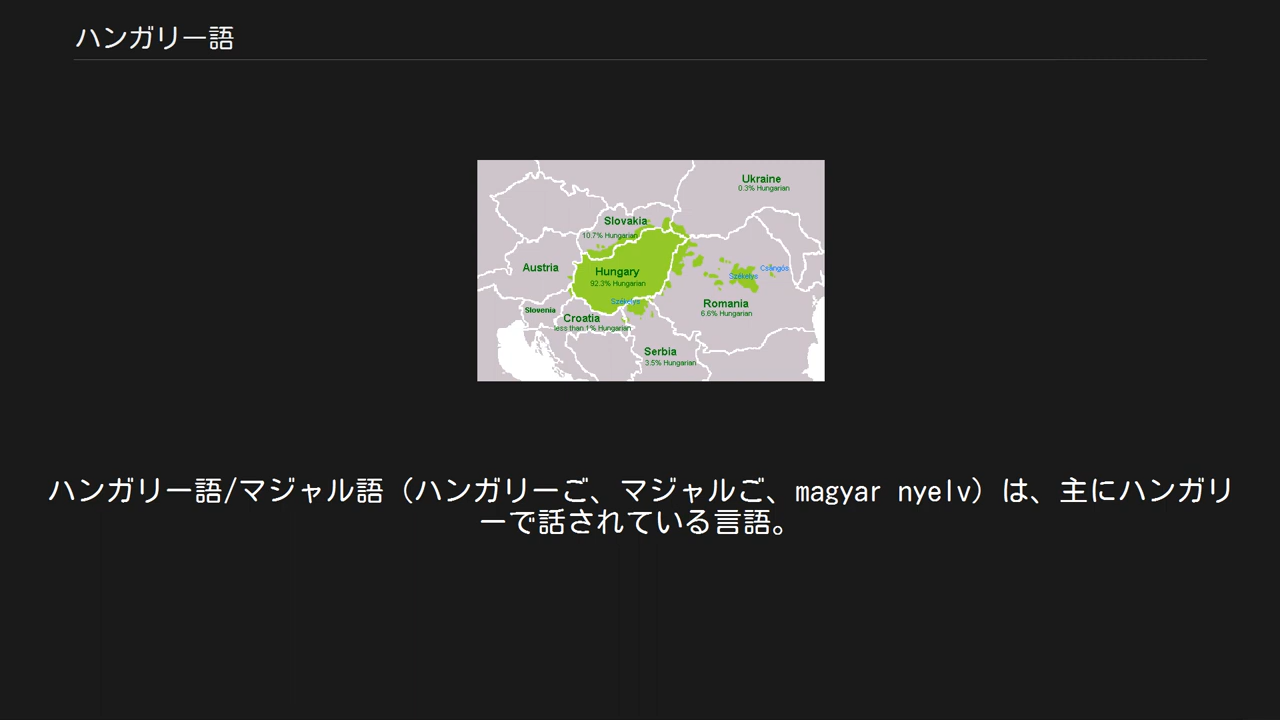 ハンガリー語
Ukraine
0.3% Hungarian
Slovakia
10.7% Hungarian
Austria
Hungary
92.3% Hungarian
Székelys
Csángós
Székelys
Romania
6.6% Hungarian
Slovenia
Croatia
less than 1% Hungarian
Serbia
3.5% Hungarian
ハンガリー語/マジャル語（ハンガリーご、マジャルご、magyar nyelv）は、主にハンガリ
ーで話されている言語。